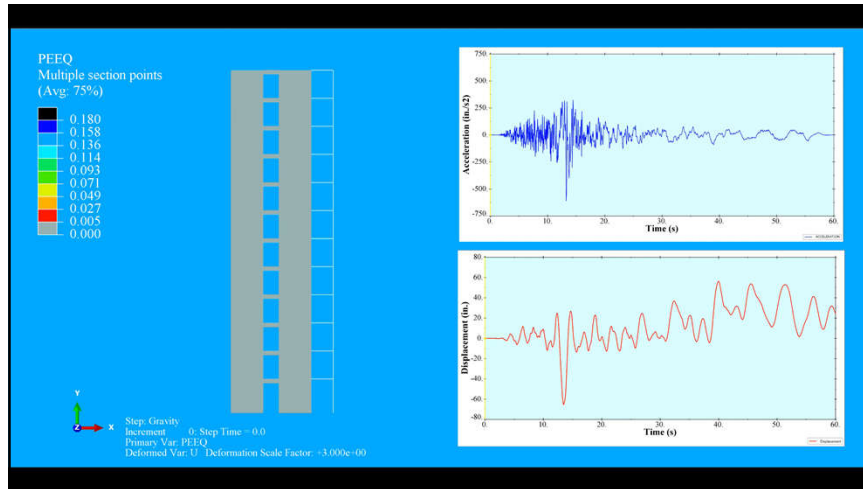 PEEQ
Multiple section points
(Avg: 75%)
0.180
0.158
0.136
0.114
0.093
0.071
0.049
0.027
0.005
0.000
Y
Z
X
Step: Gravity
Increment 0: Step Time = 0.0
Primary Var: PEEQ
Deformed Var: U Deformation Scale Factor: +3.000e+00
750.
500.
250.
0.
-250.
-500.
-750
Acceleration (in./s2)
0.
10.
20.
30.
40.
50.
60.
Time (s)
80.
60.
40.
20.
0.
-20.
-40.
-60.
-80.
Displacement (in.)
0.
10.
20.
30.
40.
50.
60.
Time (s)
Displacement